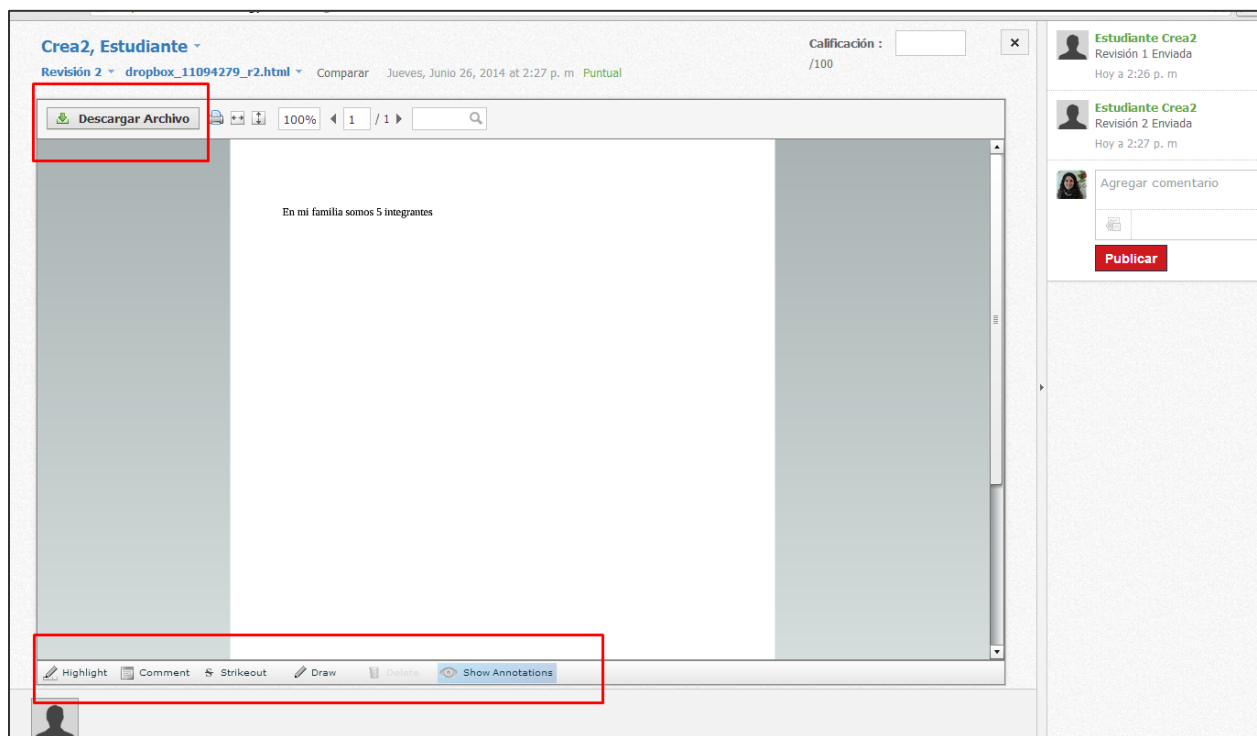 Crea2, Estudiante
Calificación :
/100
Revisión 2 dropbox_11094279_r2.html Comparar Jueves, Junio 26, 2014 at 2:27 p. m Puntual
Descargar Archivo 100% 1 / 1
En mi familia somos 5 integrantes
Highlight Comment Strikeout Draw Delete Show Annotations
Estudiante Crea2
Revisión 1 Enviada
Hoy a 2:26 p. m
Estudiante Crea2
Revisión 2 Enviada
Hoy a 2:27 p. m
Agregar comentario
Publicar